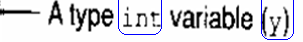 A type int variable (y)